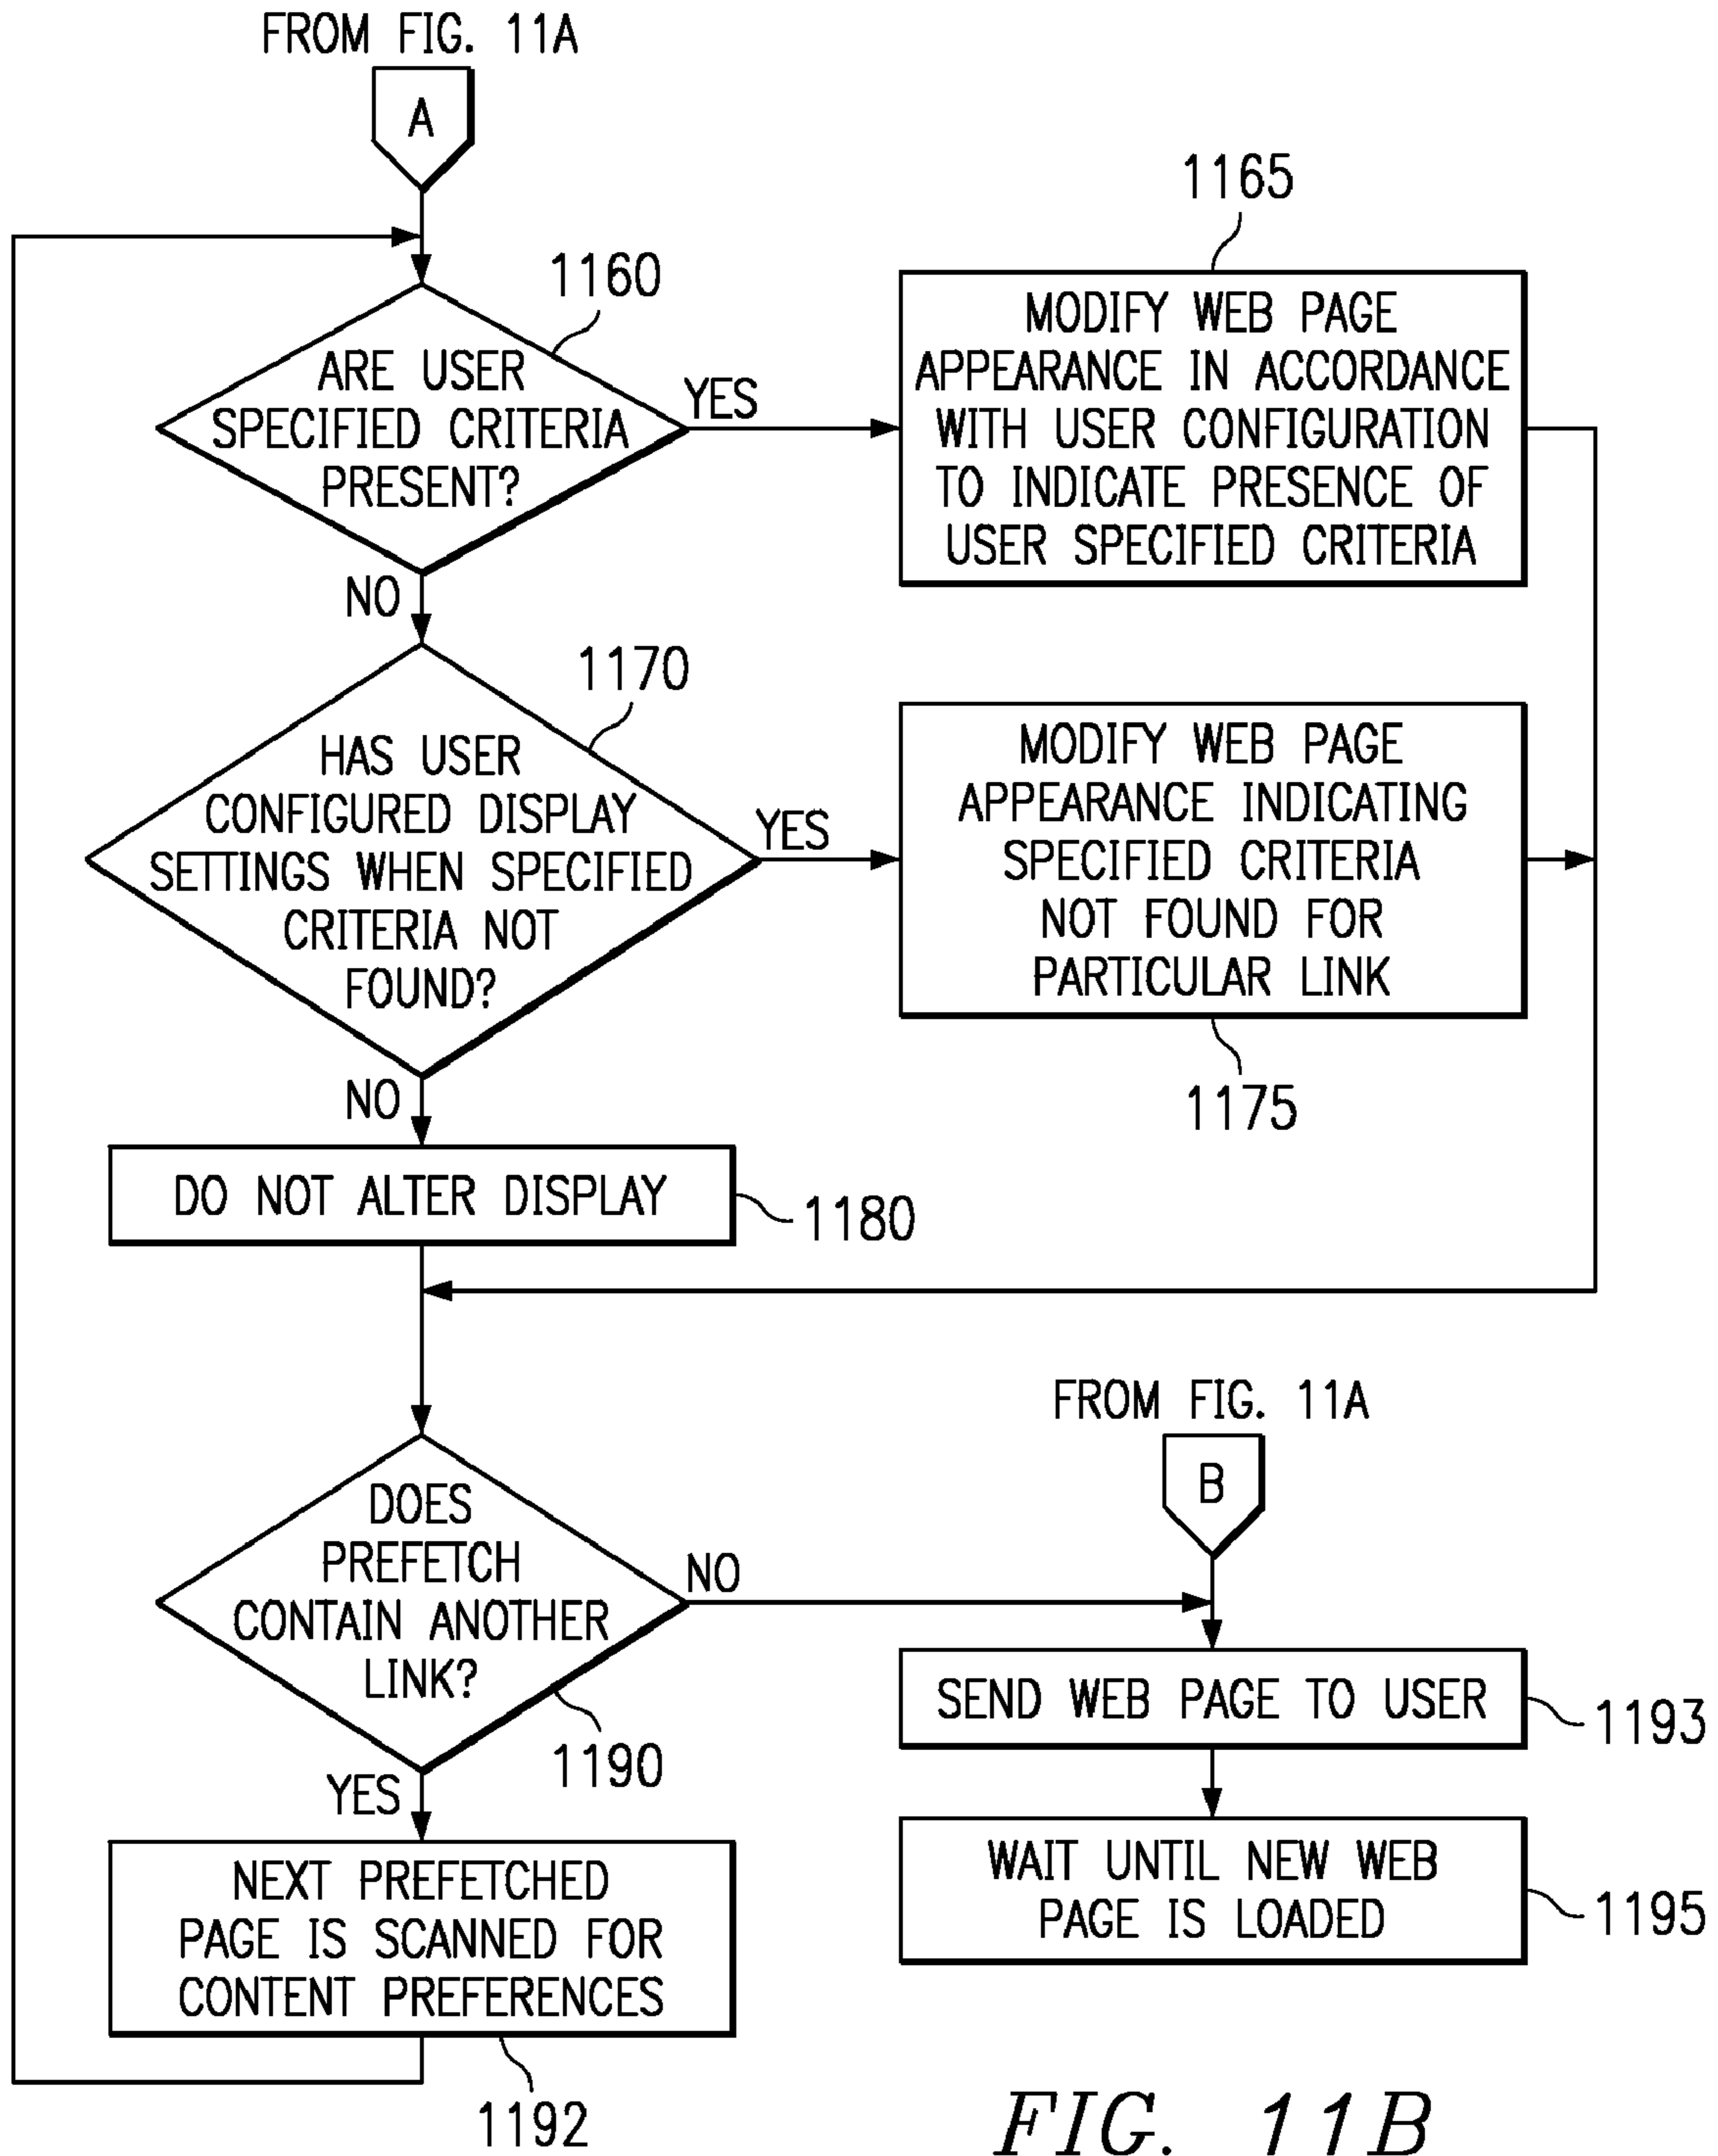 FROM FIG. 11A
A
1160
ARE USER
SPECIFIED CRITERIA
PRESENT?
YES
NO
1165
MODIFY WEB PAGE
APPEARANCE IN ACCORDANCE
WITH USER CONFIGURATION
TO INDICATE PRESENCE OF
USER SPECIFIED CRITERIA
1170
HAS USER
CONFIGURED DISPLAY
SETTINGS WHEN SPECIFIED
CRITERIA NOT
FOUND?
YES
NO
MODIFY WEB PAGE
APPEARANCE INDICATING
SPECIFIED CRITERIA
NOT FOUND FOR
PARTICULAR LINK
1175
DO NOT ALTER DISPLAY
1180
DOES
PREFETCH
CONTAIN ANOTHER
LINK?
NO
1190
YES
FROM FIG. 11A
B
SEND WEB PAGE TO USER
1193
WAIT UNTIL NEW WEB
PAGE IS LOADED
1195
NEXT PREFETCHED
PAGE IS SCANNED FOR
CONTENT PREFERENCES
1192
FIG. 11B